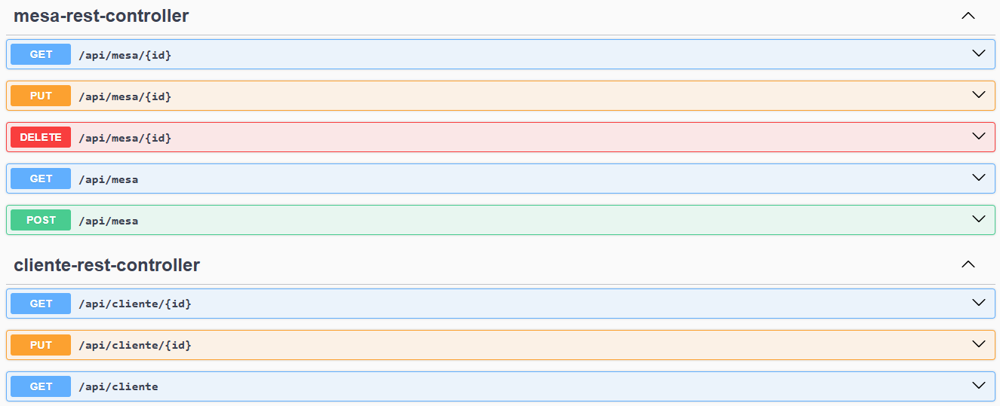 mesa-rest-controller
GET /api/mesa/{id}
PUT /api/mesa/{id}
DELETE /api/mesa/{id}
GET /api/mesa
POST /api/mesa
cliente-rest-controller
GET /api/cliente/{id}
PUT /api/cliente/{id}
GET /api/cliente